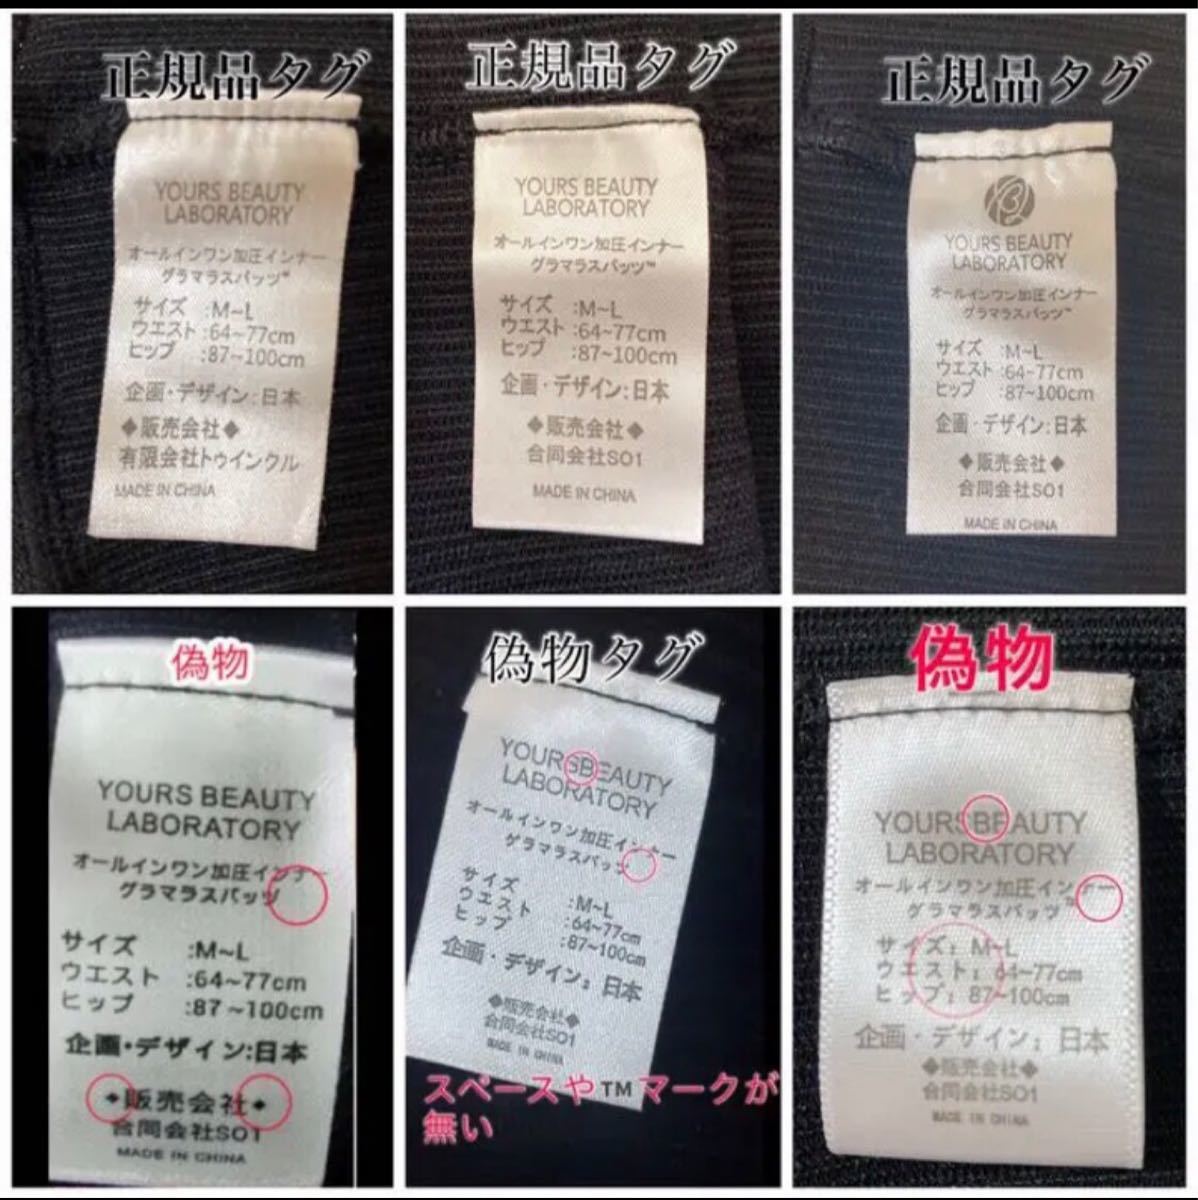 正規品タグ
YOURS BEAUTY
LABORATORY
オールインワン加圧インナー
グラマラスパッツ™
サイズ :M~L
ウエスト :64~77cm
ヒップ :87~100cm
企画・デザイン:日本
◆販売会社◆
有限会社トゥインクル
MADE IN CHINA
正規品タグ
YOURS BEAUTY
LABORATORY
オールインワン加圧インナー
グラマラスパッツ™
サイズ :M~L
ウエスト :64~77cm
ヒップ :87~100cm
企画・デザイン:日本
◆販売会社◆
合同会社SO1
MADE IN CHINA
正規品タグ
YOURS BEAUTY
LABORATORY
オールインワン加圧インナー
グラマラスパッツ™
サイズ :M~L
ウエスト :64~77cm
ヒップ :87~100cm
企画・デザイン:日本
◆販売会社◆
合同会社SO1
MADE IN CHINA
偽物
YOURS BEAUTY
LABORATORY
オールインワン加圧インナー
グラマラスパッツ
サイズ :M~L
ウエスト :64~77cm
ヒップ :87~100cm
企画・デザイン:日本
◆販売会社◆
合同会社SO1
MADE IN CHINA
偽物タグ
YOURSBEAUTY
LABORATORY
オールインワン加圧インナー
グラマラスパッツ
サイズ :M~L
ウエスト :64~77cm
ヒップ :87~100cm
企画・デザイン：日本
◆販売会社◆
合同会社SO1
MADE IN CHINA
スペースや™マークが
無い
偽物
YOURSBEAUTY
LABORATORY
オールインワン加圧インナー
グラマラスパッツ™
サイズ：M~L
ウエスト：64~77cm
ヒップ：87~100cm
企画・デザイン：日本
◆販売会社◆
合同会社SO1
MADE IN CHINA